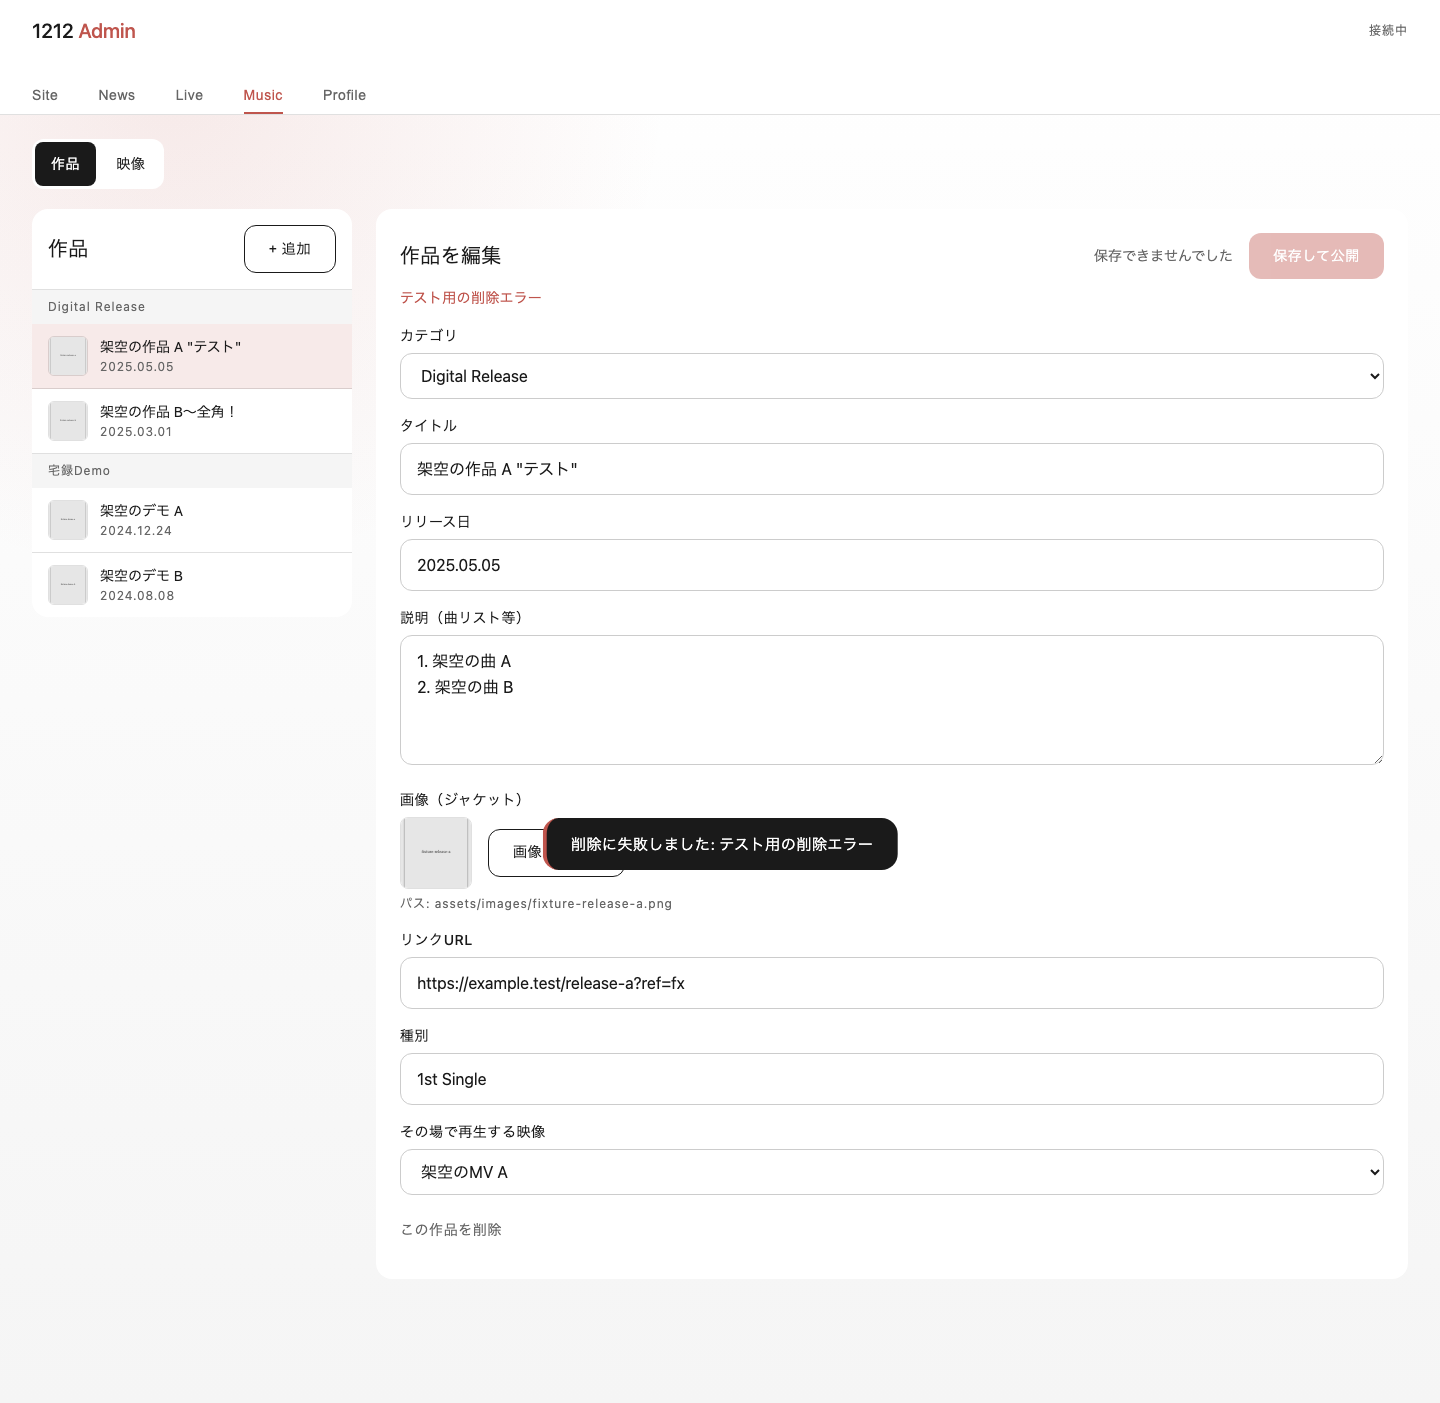 1212 Admin
接続中
Site
News
Live
Music
Profile
作品
映像
作品
+ 追加
Digital Release
架空の作品 A "テスト"
2025.05.05
架空の作品 B〜全角！
2025.03.01
宅録Demo
架空のデモ A
2024.12.24
架空のデモ B
2024.08.08
作品を編集
保存できませんでした
保存して公開
テスト用の削除エラー
カテゴリ
Digital Release
タイトル
架空の作品 A "テスト"
リリース日
2025.05.05
説明（曲リスト等）
1. 架空の曲 A
2. 架空の曲 B
画像（ジャケット）
画像
削除に失敗しました: テスト用の削除エラー
パス: assets/images/fixture-release-a.png
リンクURL
https://example.test/release-a?ref=fx
種別
1st Single
その場で再生する映像
架空のMV A
この作品を削除